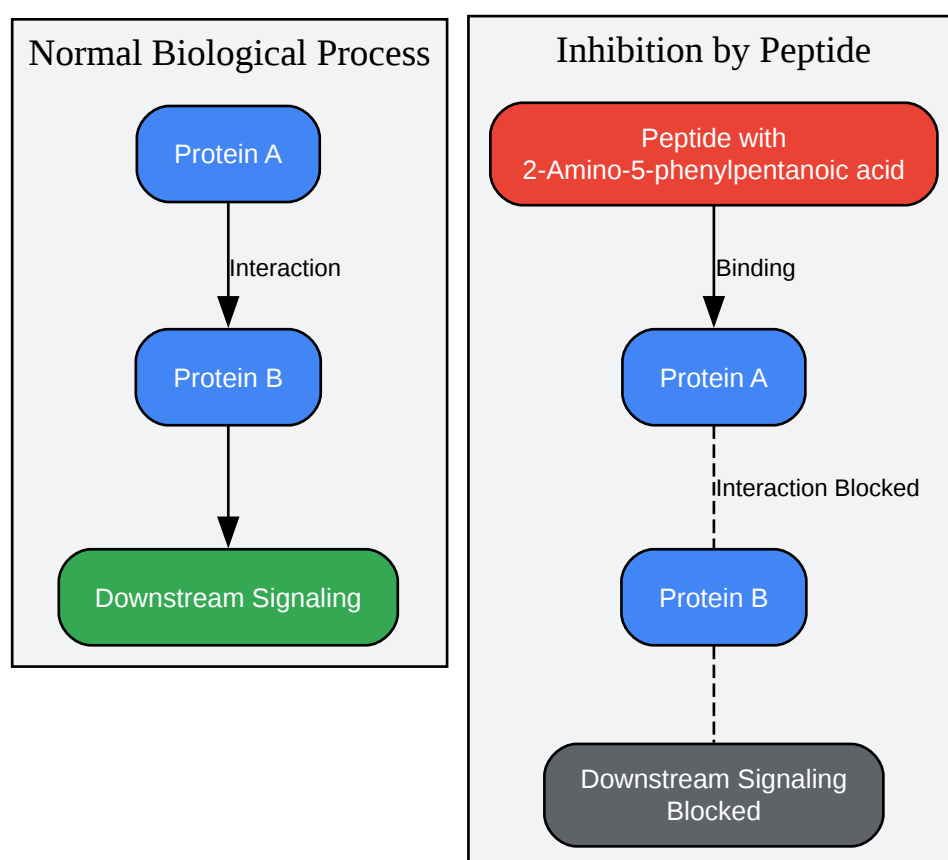 Normal Biological Process
Protein A
Interaction
Protein B
Downstream Signaling
Inhibition by Peptide
Peptide with
2-Amino-5-phenylpentanoic acid
Binding
Protein A
Interaction Blocked
Protein B
Downstream Signaling
Blocked